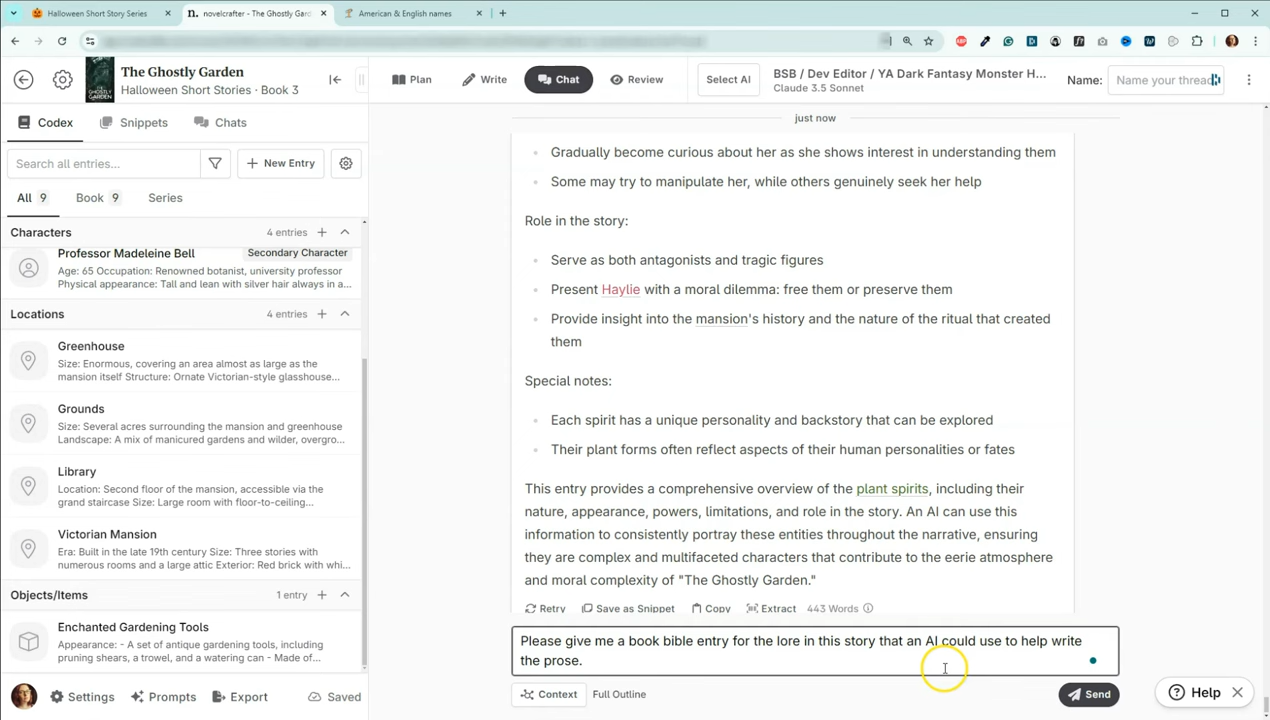 Halloween Short Story Series
novelcrafter - The Ghostly Gard
American & English names
The Ghostly Garden
Halloween Short Stories · Book 3
THE GHOSTLY GARDEN
Plan
Write
Chat
Review
Select AI
BSB / Dev Editor / YA Dark Fantasy Monster H...
Claude 3.5 Sonnet
Name:
Name your thread
Codex
Snippets
Chats
Search all entries...
+ New Entry
All 9
Book 9
Series
Characters
4 entries +
Professor Madeleine Bell
Secondary Character
Age: 65 Occupation: Renowned botanist, university professor
Physical appearance: Tall and lean with silver hair always in a...
Locations
4 entries +
Greenhouse
Size: Enormous, covering an area almost as large as the
mansion itself Structure: Ornate Victorian-style glasshouse...
Grounds
Size: Several acres surrounding the mansion and greenhouse
Landscape: A mix of manicured gardens and wilder, overgro...
Library
Location: Second floor of the mansion, accessible via the
grand staircase Size: Large room with floor-to-ceiling...
Victorian Mansion
Era: Built in the late 19th century Size: Three stories with
numerous rooms and a large attic Exterior: Red brick with whi...
Objects/Items
1 entry +
Enchanted Gardening Tools
Appearance: - A set of antique gardening tools, including
pruning shears, a trowel, and a watering can - Made of...
Settings
Prompts
Export
Saved
just now
Gradually become curious about her as she shows interest in understanding them
Some may try to manipulate her, while others genuinely seek her help
Role in the story:
Serve as both antagonists and tragic figures
Present Haylie with a moral dilemma: free them or preserve them
Provide insight into the mansion's history and the nature of the ritual that created
them
Special notes:
Each spirit has a unique personality and backstory that can be explored
Their plant forms often reflect aspects of their human personalities or fates
This entry provides a comprehensive overview of the plant spirits, including their
nature, appearance, powers, limitations, and role in the story. An AI can use this
information to consistently portray these entities throughout the narrative, ensuring
they are complex and multifaceted characters that contribute to the eerie atmosphere
and moral complexity of "The Ghostly Garden."
Retry
Save as Snippet
Copy
Extract
443 Words
Please give me a book bible entry for the lore in this story that an AI could use to help write
the prose.
Context
Full Outline
Send
Help